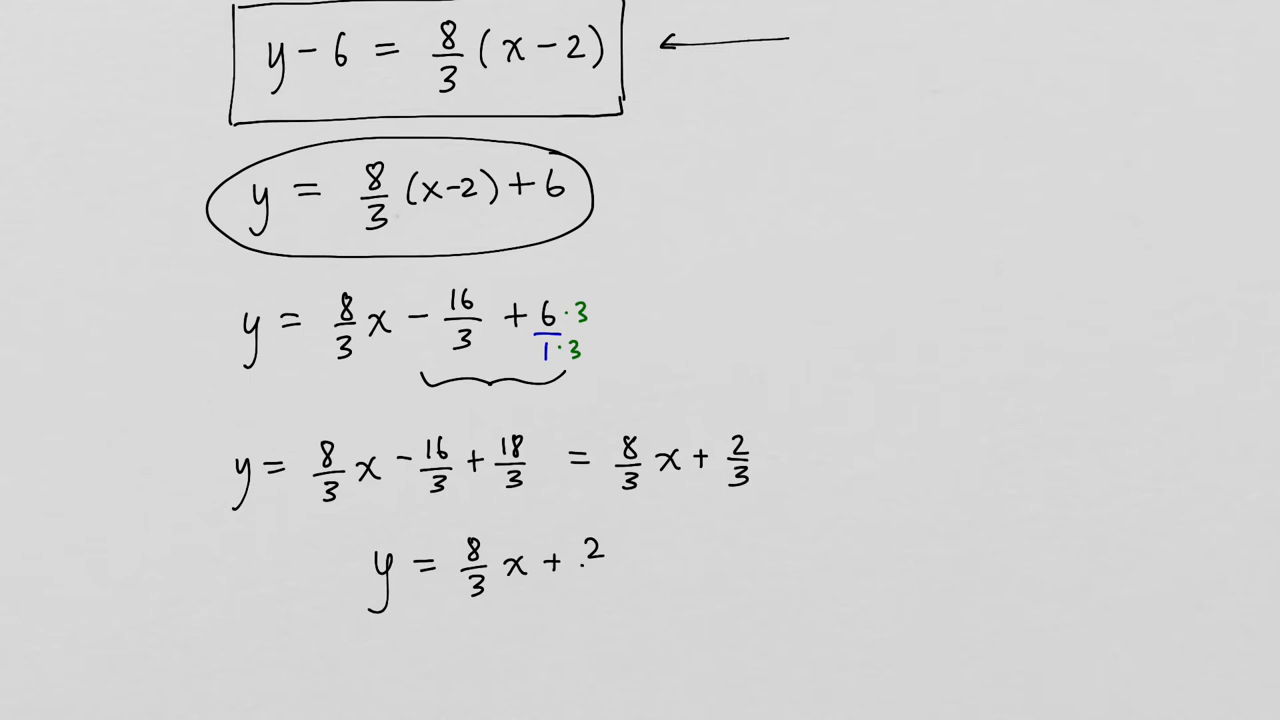 y - 6 = 8/3 (x - 2)
y = 8/3 (x-2) + 6
y = 8/3 x - 16/3 + 6·3/1·3
y = 8/3 x - 16/3 + 18/3 = 8/3 x + 2/3
y = 8/3 x + .2